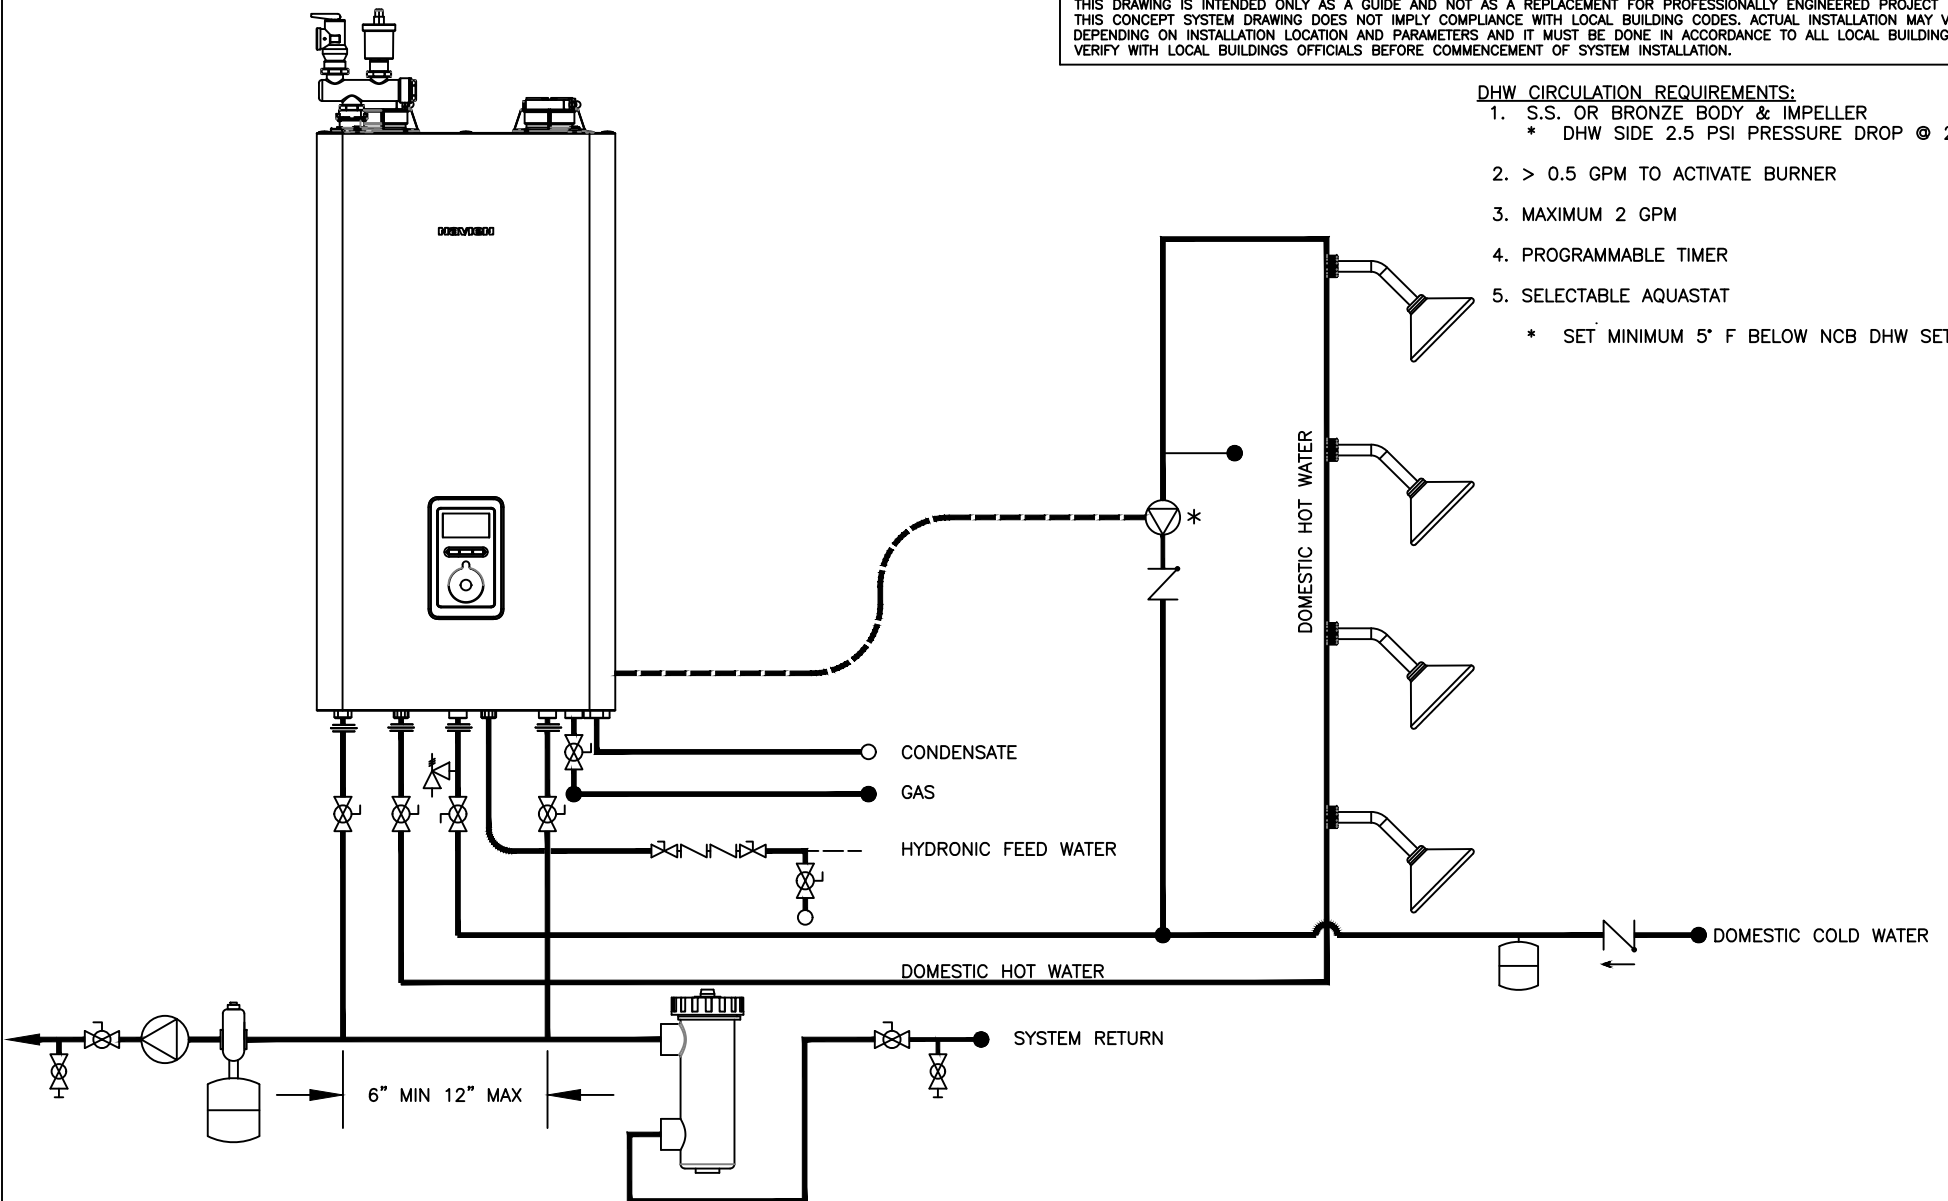 THIS DRAWING IS INTENDED ONLY AS A GUIDE AND NOT AS A REPLACEMENT FOR PROFESSIONALLY ENGINEERED PROJECT
THIS CONCEPT SYSTEM DRAWING DOES NOT IMPLY COMPLIANCE WITH LOCAL BUILDING CODES. ACTUAL INSTALLATION MAY
DEPENDING ON INSTALLATION LOCATION AND PARAMETERS AND IT MUST BE DONE IN ACCORDANCE TO ALL LOCAL BUILDING
VERIFY WITH LOCAL BUILDINGS OFFICIALS BEFORE COMMENCEMENT OF SYSTEM INSTALLATION.
DHW CIRCULATION REQUIREMENTS:
1. S.S. OR BRONZE BODY & IMPELLER
* DHW SIDE 2.5 PSI PRESSURE DROP @
2. > 0.5 GPM TO ACTIVATE BURNER
3. MAXIMUM 2 GPM
4. PROGRAMMABLE TIMER
5. SELECTABLE AQUASTAT
* SET MINIMUM 5° F BELOW NCB DHW SET
*
DOMESTIC HOT WATER
CONDENSATE
GAS
HYDRONIC FEED WATER
DOMESTIC COLD WATER
DOMESTIC HOT WATER
SYSTEM RETURN
6" MIN 12" MAX